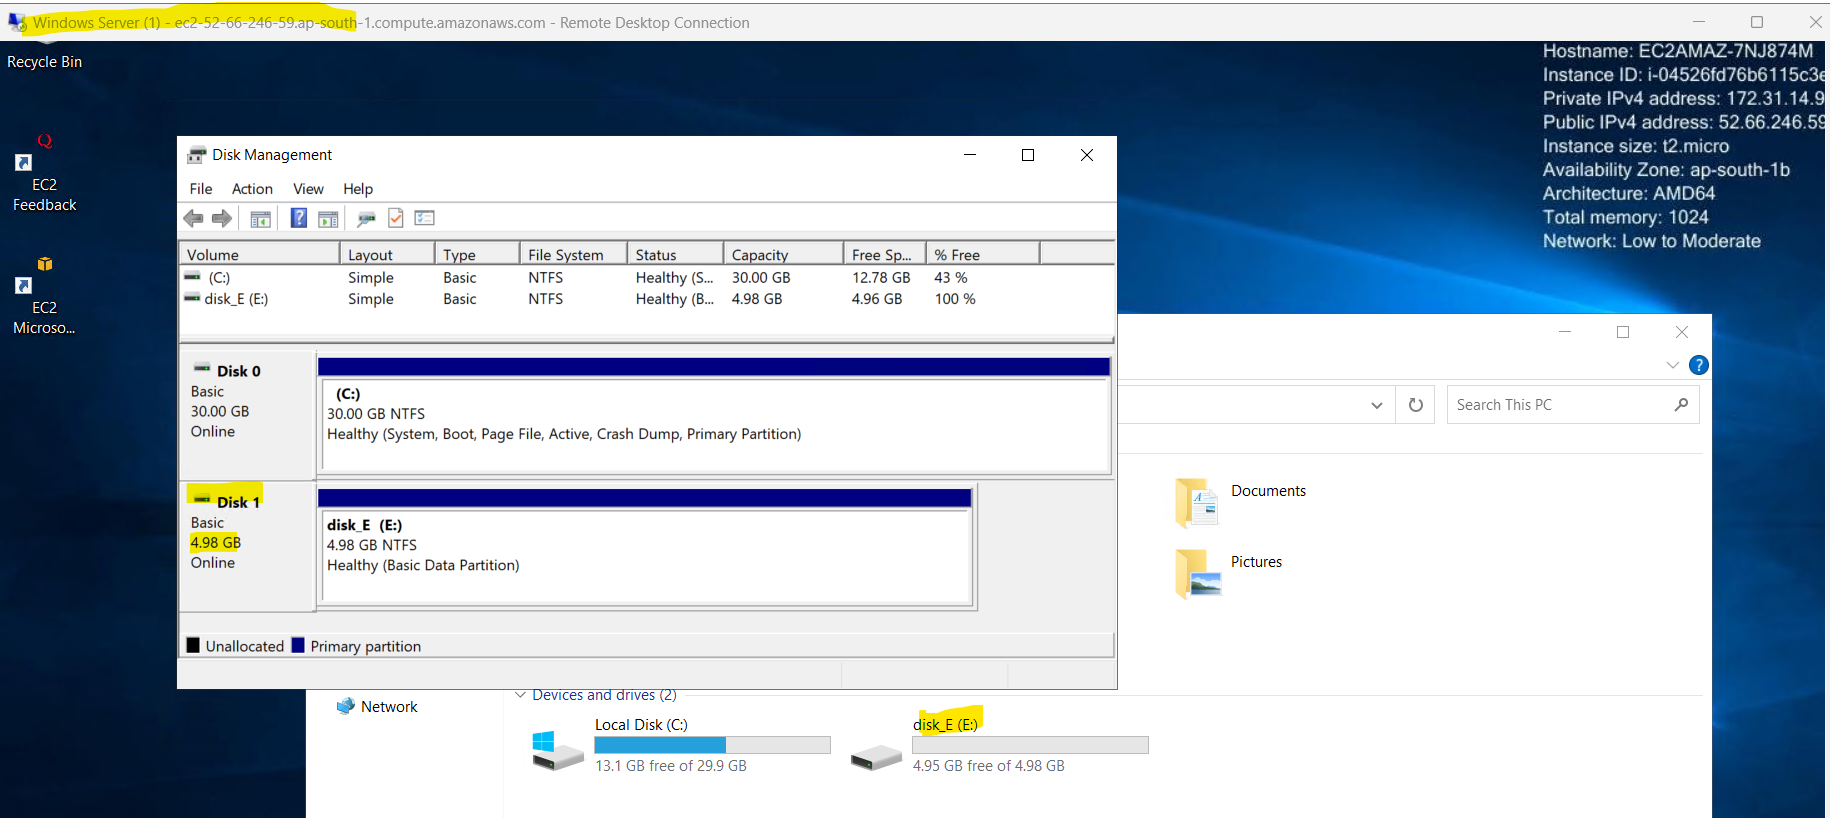 Windows Server (1) - ec2-52-66-246-59.ap-south-1.compute.amazonaws.com - Remote Desktop Connection
Recycle Bin
EC2
Feedback
EC2
Microso...
Hostname: EC2AMAZ-7NJ874M
Instance ID: i-04526fd76b6115c3e
Private IPv4 address: 172.31.14.9
Public IPv4 address: 52.66.246.59
Instance size: t2.micro
Availability Zone: ap-south-1b
Architecture: AMD64
Total memory: 1024
Network: Low to Moderate
Disk Management
File Action View Help
Volume Layout Type File System Status Capacity Free Sp... % Free
(C:) Simple Basic NTFS Healthy (S... 30.00 GB 12.78 GB 43 %
disk_E (E:) Simple Basic NTFS Healthy (B... 4.98 GB 4.96 GB 100 %
Disk 0
Basic
30.00 GB
Online
(C:)
30.00 GB NTFS
Healthy (System, Boot, Page File, Active, Crash Dump, Primary Partition)
Disk 1
Basic
4.98 GB
Online
disk_E (E:)
4.98 GB NTFS
Healthy (Basic Data Partition)
Unallocated Primary partition
Search This PC
Documents
Pictures
Network
Devices and drives (2)
Local Disk (C:)
13.1 GB free of 29.9 GB
disk_E (E:)
4.95 GB free of 4.98 GB